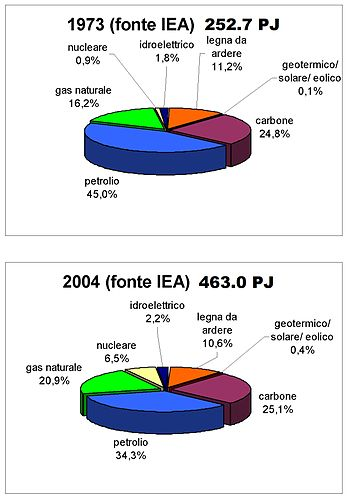 1973 (fonte IEA) 252.7 PJ
nucleare
0,9%
idroelettrico
1,8%
legna da
ardere
11,2%
geotermico/
solare/ eolico
0,1%
gas naturale
16,2%
carbone
24,8%
petrolio
45,0%
2004 (fonte IEA) 463.0 PJ
idroelettrico
2,2%
legna da
ardere
10,6%
geotermico/
solare/ eolico
0,4%
nucleare
6,5%
gas naturale
20,9%
carbone
25,1%
petrolio
34,3%